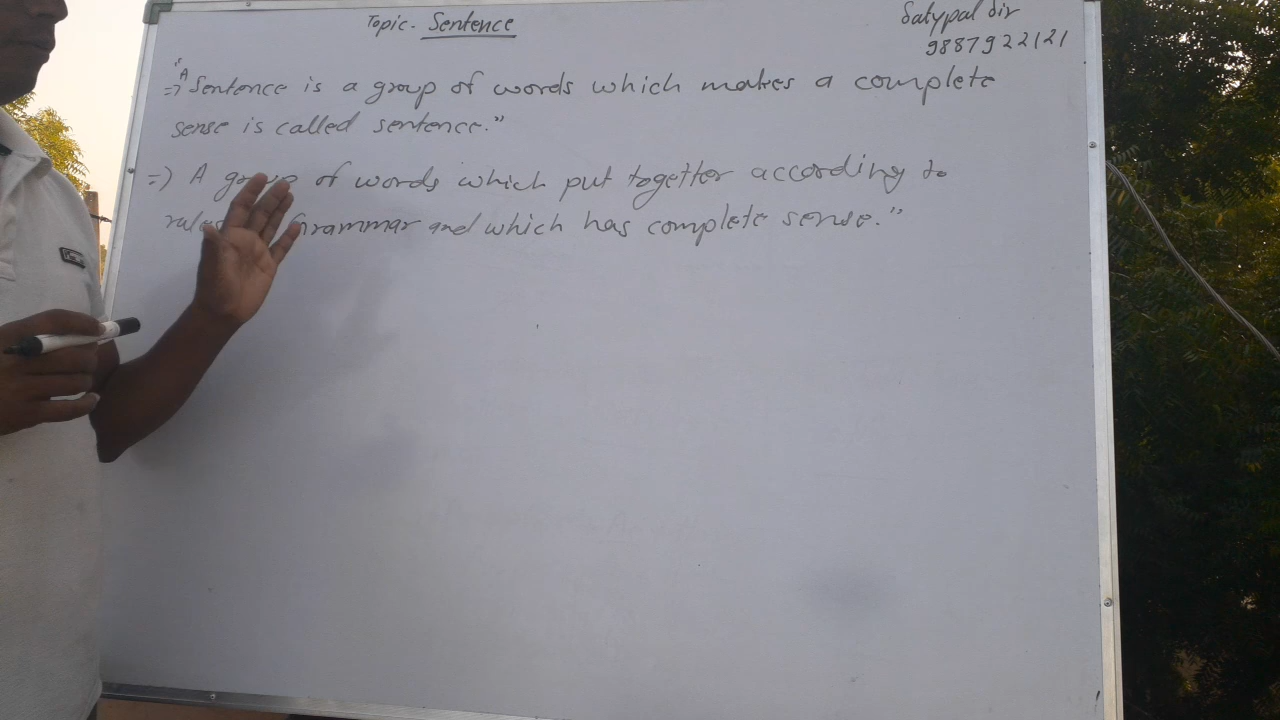 Topic. Sentence
Satypal Sir
9887922121
"A
=> Sentence is a group of words which makes a complete
sense is called sentence."
=> A group of words which put together according to
rules Grammar and which has complete sense."